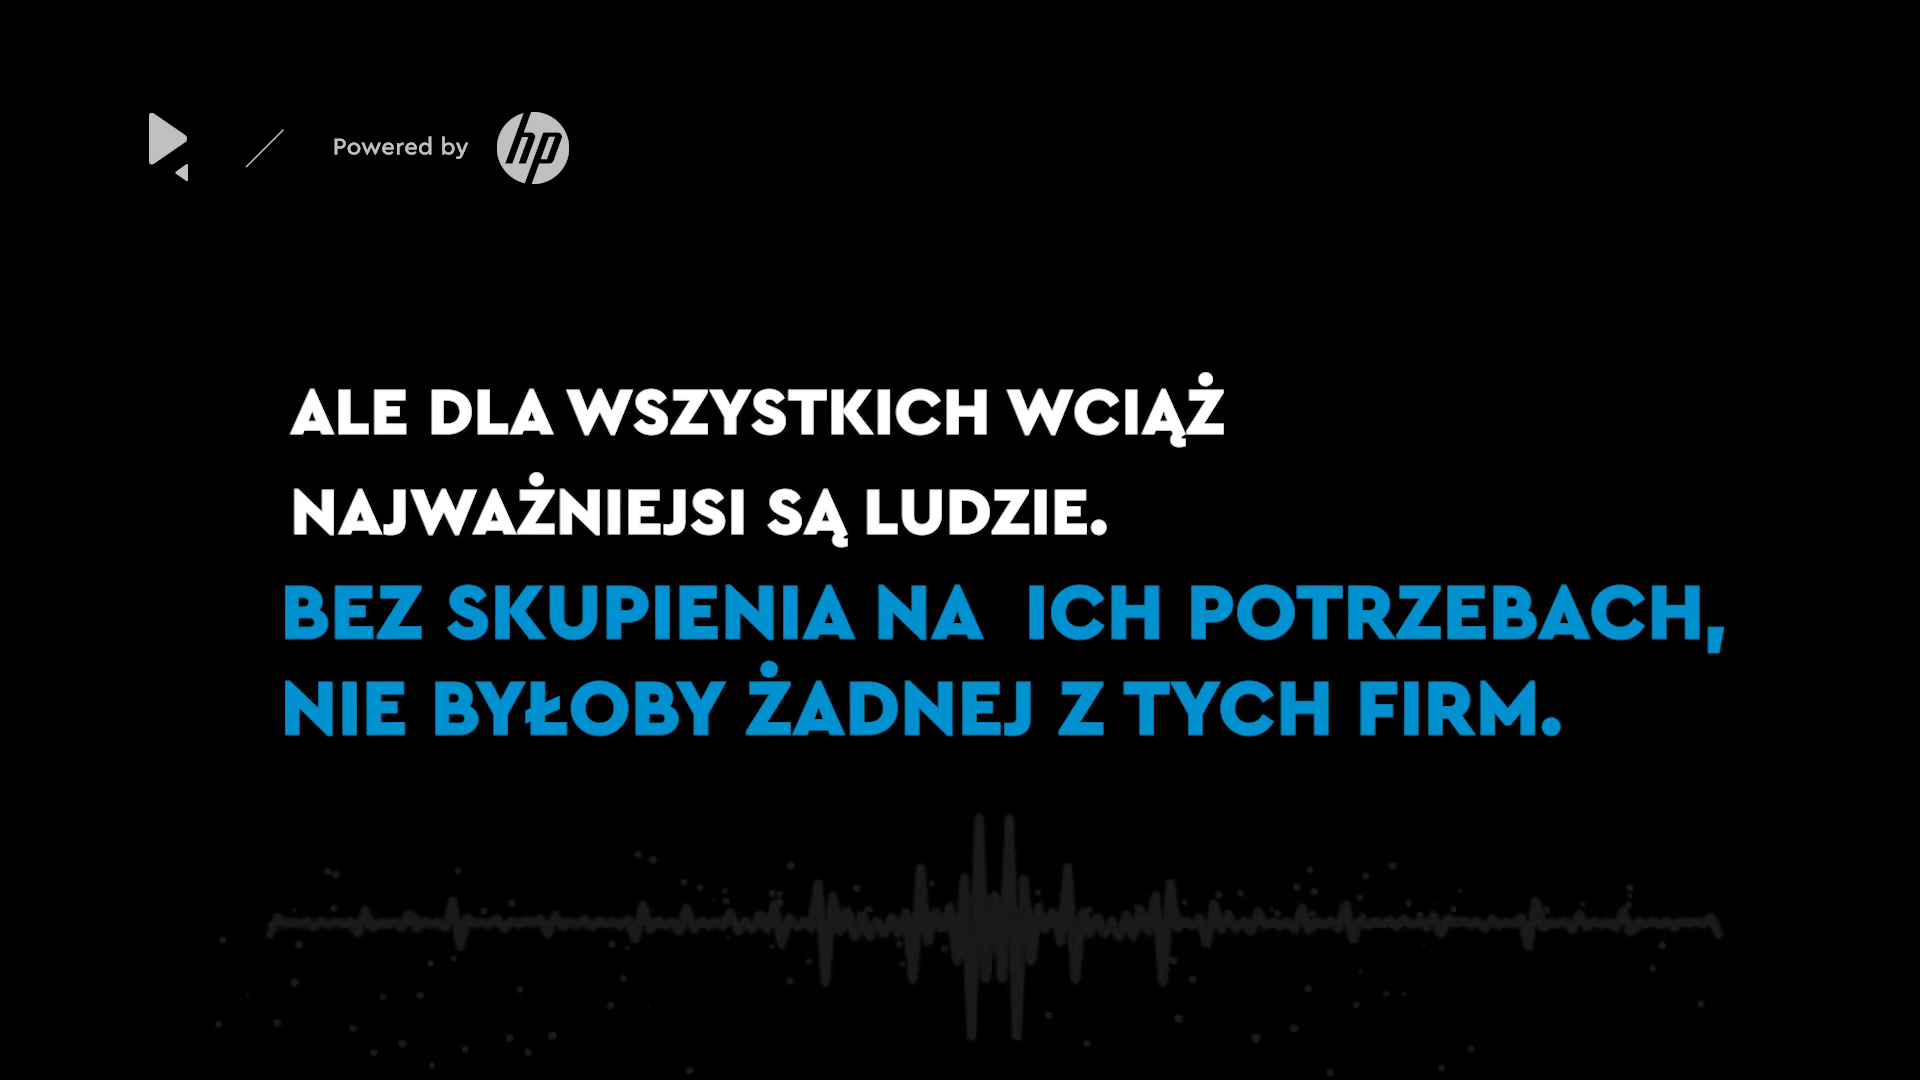 Powered by hp
ALE DLA WSZYSTKICH WCIĄŻ
NAJWAŻNIEJSI SĄ LUDZIE.
BEZ SKUPIENIA NA  ICH POTRZEBACH,
NIE BYŁOBY ŻADNEJ Z TYCH FIRM.